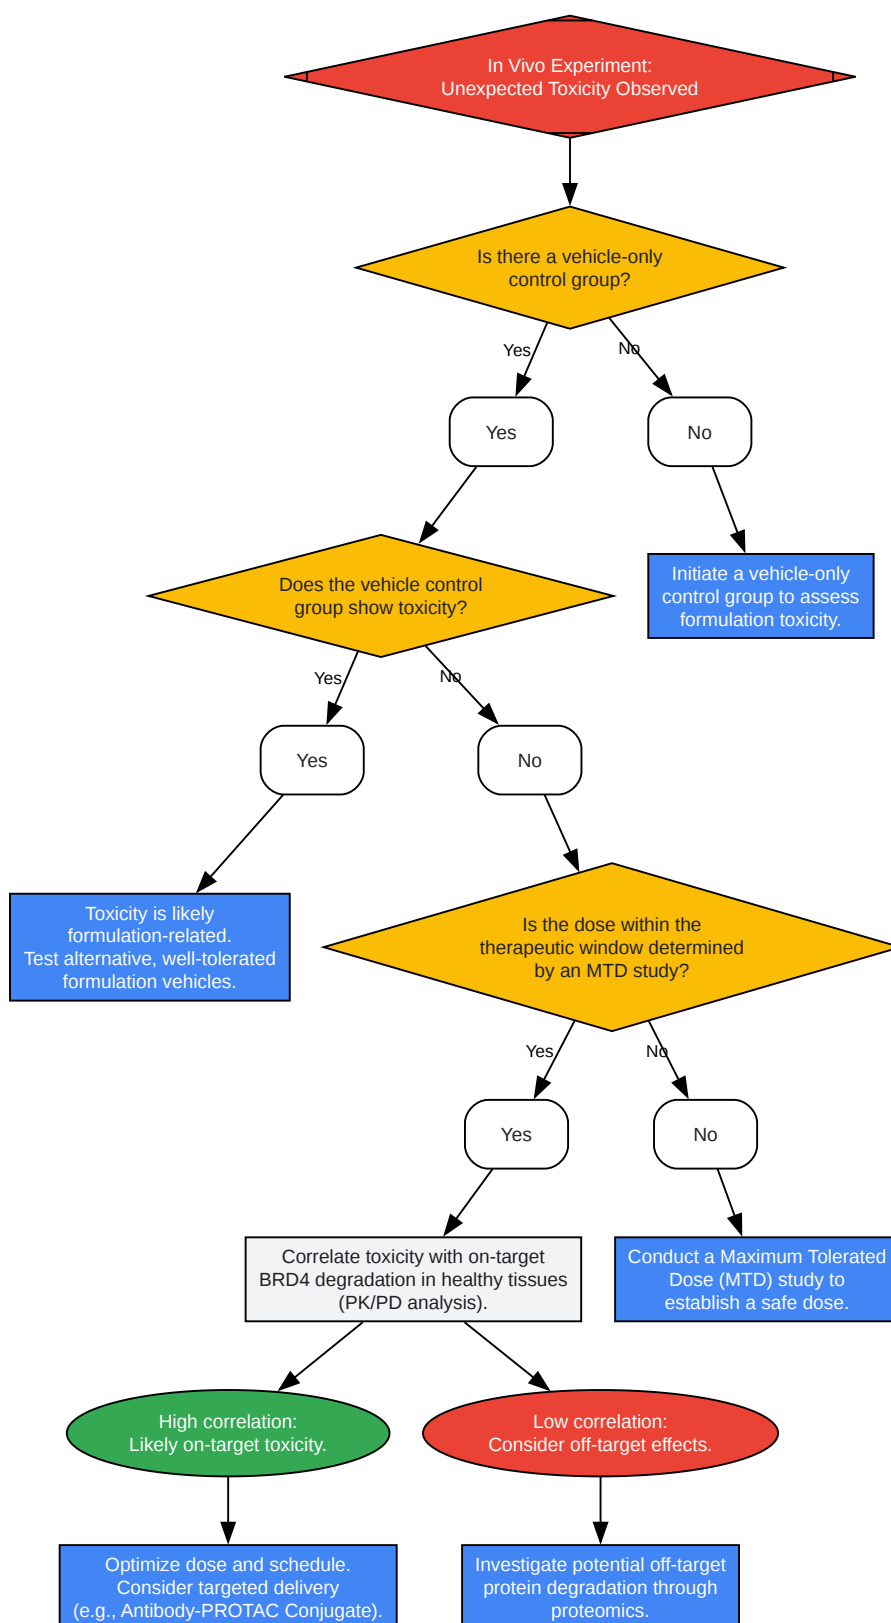 In Vivo Experiment:
Unexpected Toxicity Observed
Is there a vehicle-only
control group?
Yes
No
Yes
No
Does the vehicle control
group show toxicity?
Initiate a vehicle-only
control group to assess
formulation toxicity.
Yes
No
Yes
No
Toxicity is likely
formulation-related.
Test alternative, well-tolerated
formulation vehicles.
Is the dose within the
therapeutic window determined
by an MTD study?
Yes
No
Yes
No
Correlate toxicity with on-target
BRD4 degradation in healthy tissues
(PK/PD analysis).
Conduct a Maximum Tolerated
Dose (MTD) study to
establish a safe dose.
High correlation:
Likely on-target toxicity.
Low correlation:
Consider off-target effects.
Optimize dose and schedule.
Consider targeted delivery
(e.g., Antibody-PROTAC Conjugate).
Investigate potential off-target
protein degradation through
proteomics.